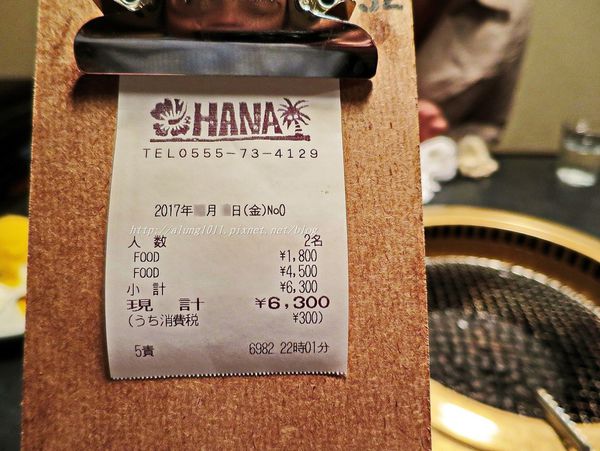 OHANA
TEL0555-73-4129
2017年 月 日(金)No0
http://alung1011.pixnet.net/blog
人 数 2名
FOOD ¥1,800
FOOD ¥4,500
小 計 ¥6,300
現 計 ¥6,300
(うち消費税 ¥300)
5責 6982 22時01分